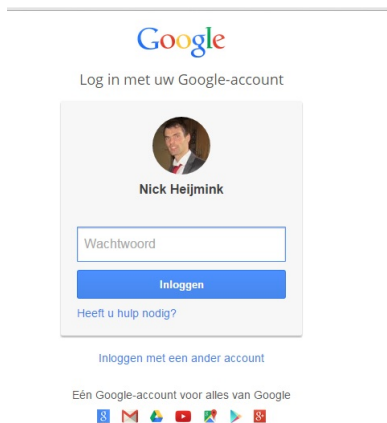 Google
Log in met uw Google-account
Nick Heijmink
Wachtwoord
Inloggen
Heeft u hulp nodig?
Inloggen met een ander account
Eén Google-account voor alles van Google